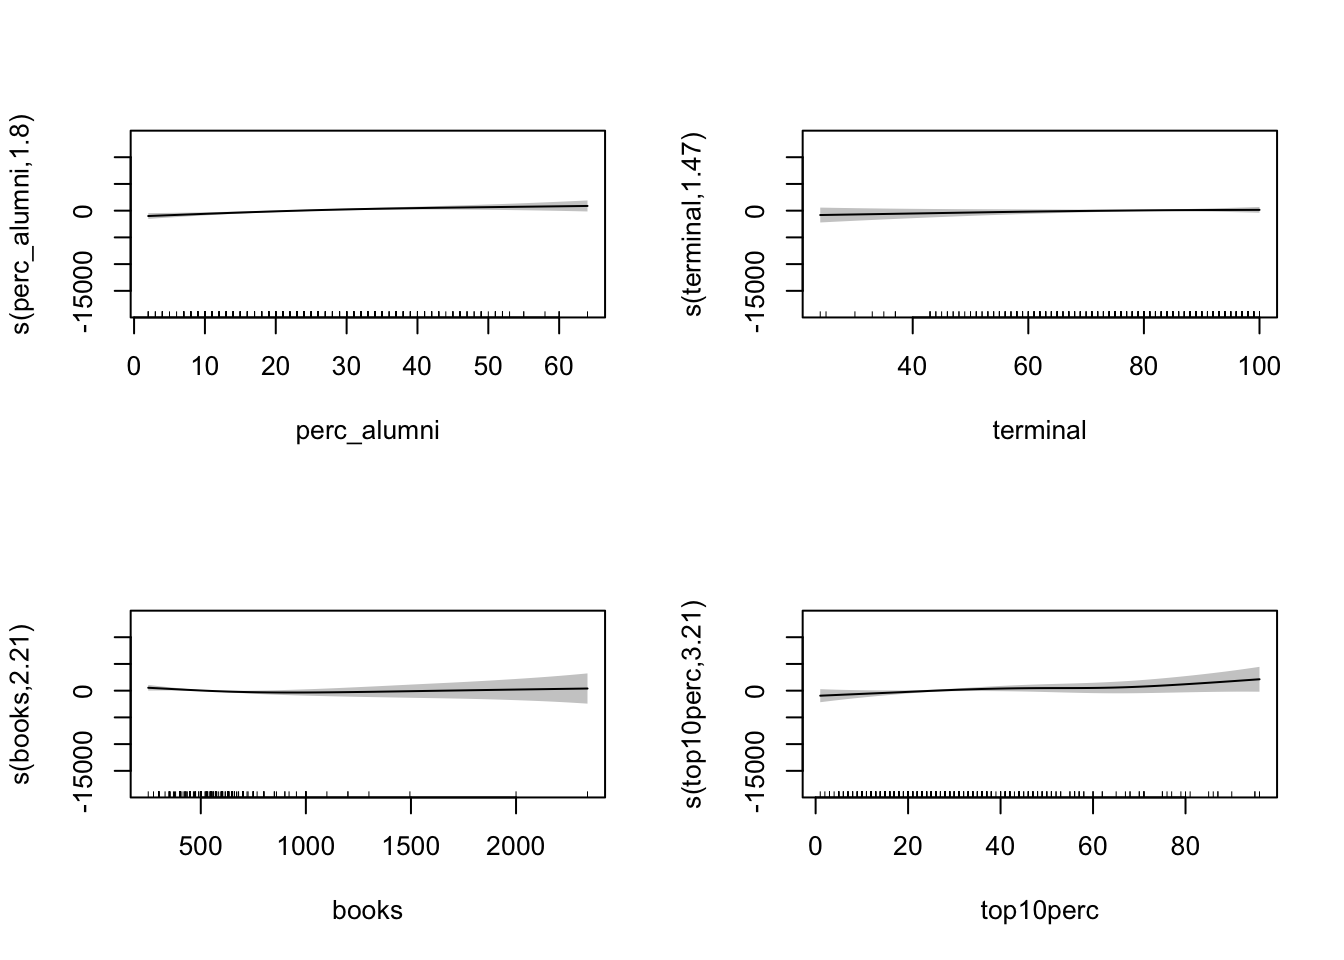 s(perc_alumni,1.8)
0
-15000
0 10 20 30 40 50 60
perc_alumni
s(terminal,1.47)
0
-15000
40 60 80 100
terminal
s(books,2.21)
0
-15000
500 1000 1500 2000
books
s(top10perc,3.21)
0
-15000
0 20 40 60 80
top10perc